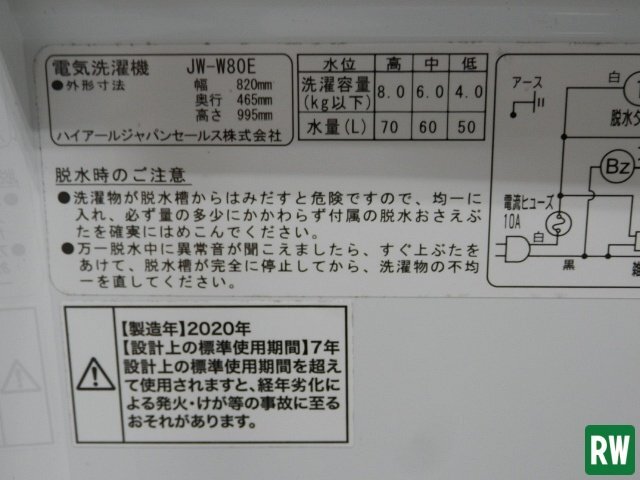 電気洗濯機 JW-W80E
●外形寸法 幅 820mm
奥行 465mm
高さ 995mm
ハイアールジャパンセールス株式会社
水位 高 中 低
洗濯容量(kg以下) 8.0 6.0 4.0
水量(L) 70 60 50
脱水時のご注意
●洗濯物が脱水槽からはみだすと危険ですので、均一に
入れ、必ず量の多少にかかわらず付属の脱水おさえぶ
たを確実にはめこんでください。
●万一脱水中に異常音が聞こえましたら、すぐ上ぶたを
あけて、脱水槽が完全に停止してから、洗濯物の不均
一を直してください。
アース
白
脱水タ
Bz
電流ヒューズ
10A
白
黒
【製造年】2020年
【設計上の標準使用期間】7年
設計上の標準使用期間を超え
て使用されますと、経年劣化に
よる発火・けが等の事故に至る
おそれがあります。
RW